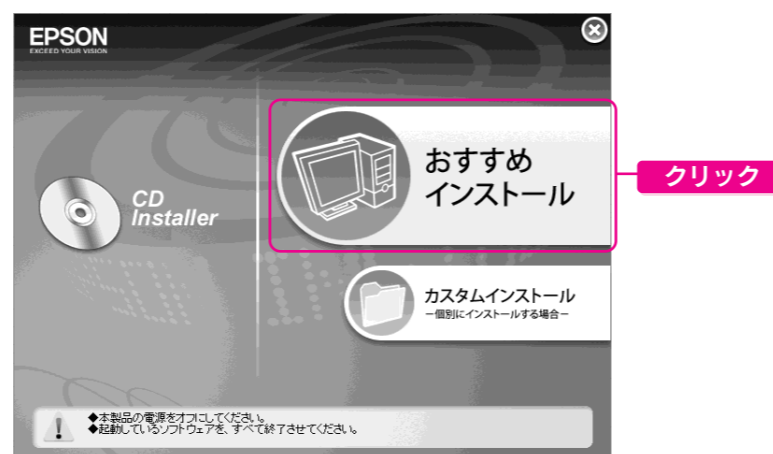 EPSON
EXCEED YOUR VISION
CD
Installer
おすすめ
インストール
クリック
カスタムインストール
－個別にインストールする場合－
◆本製品の電源をオフにしてください。
◆起動しているソフトウェアを、すべて終了させてください。